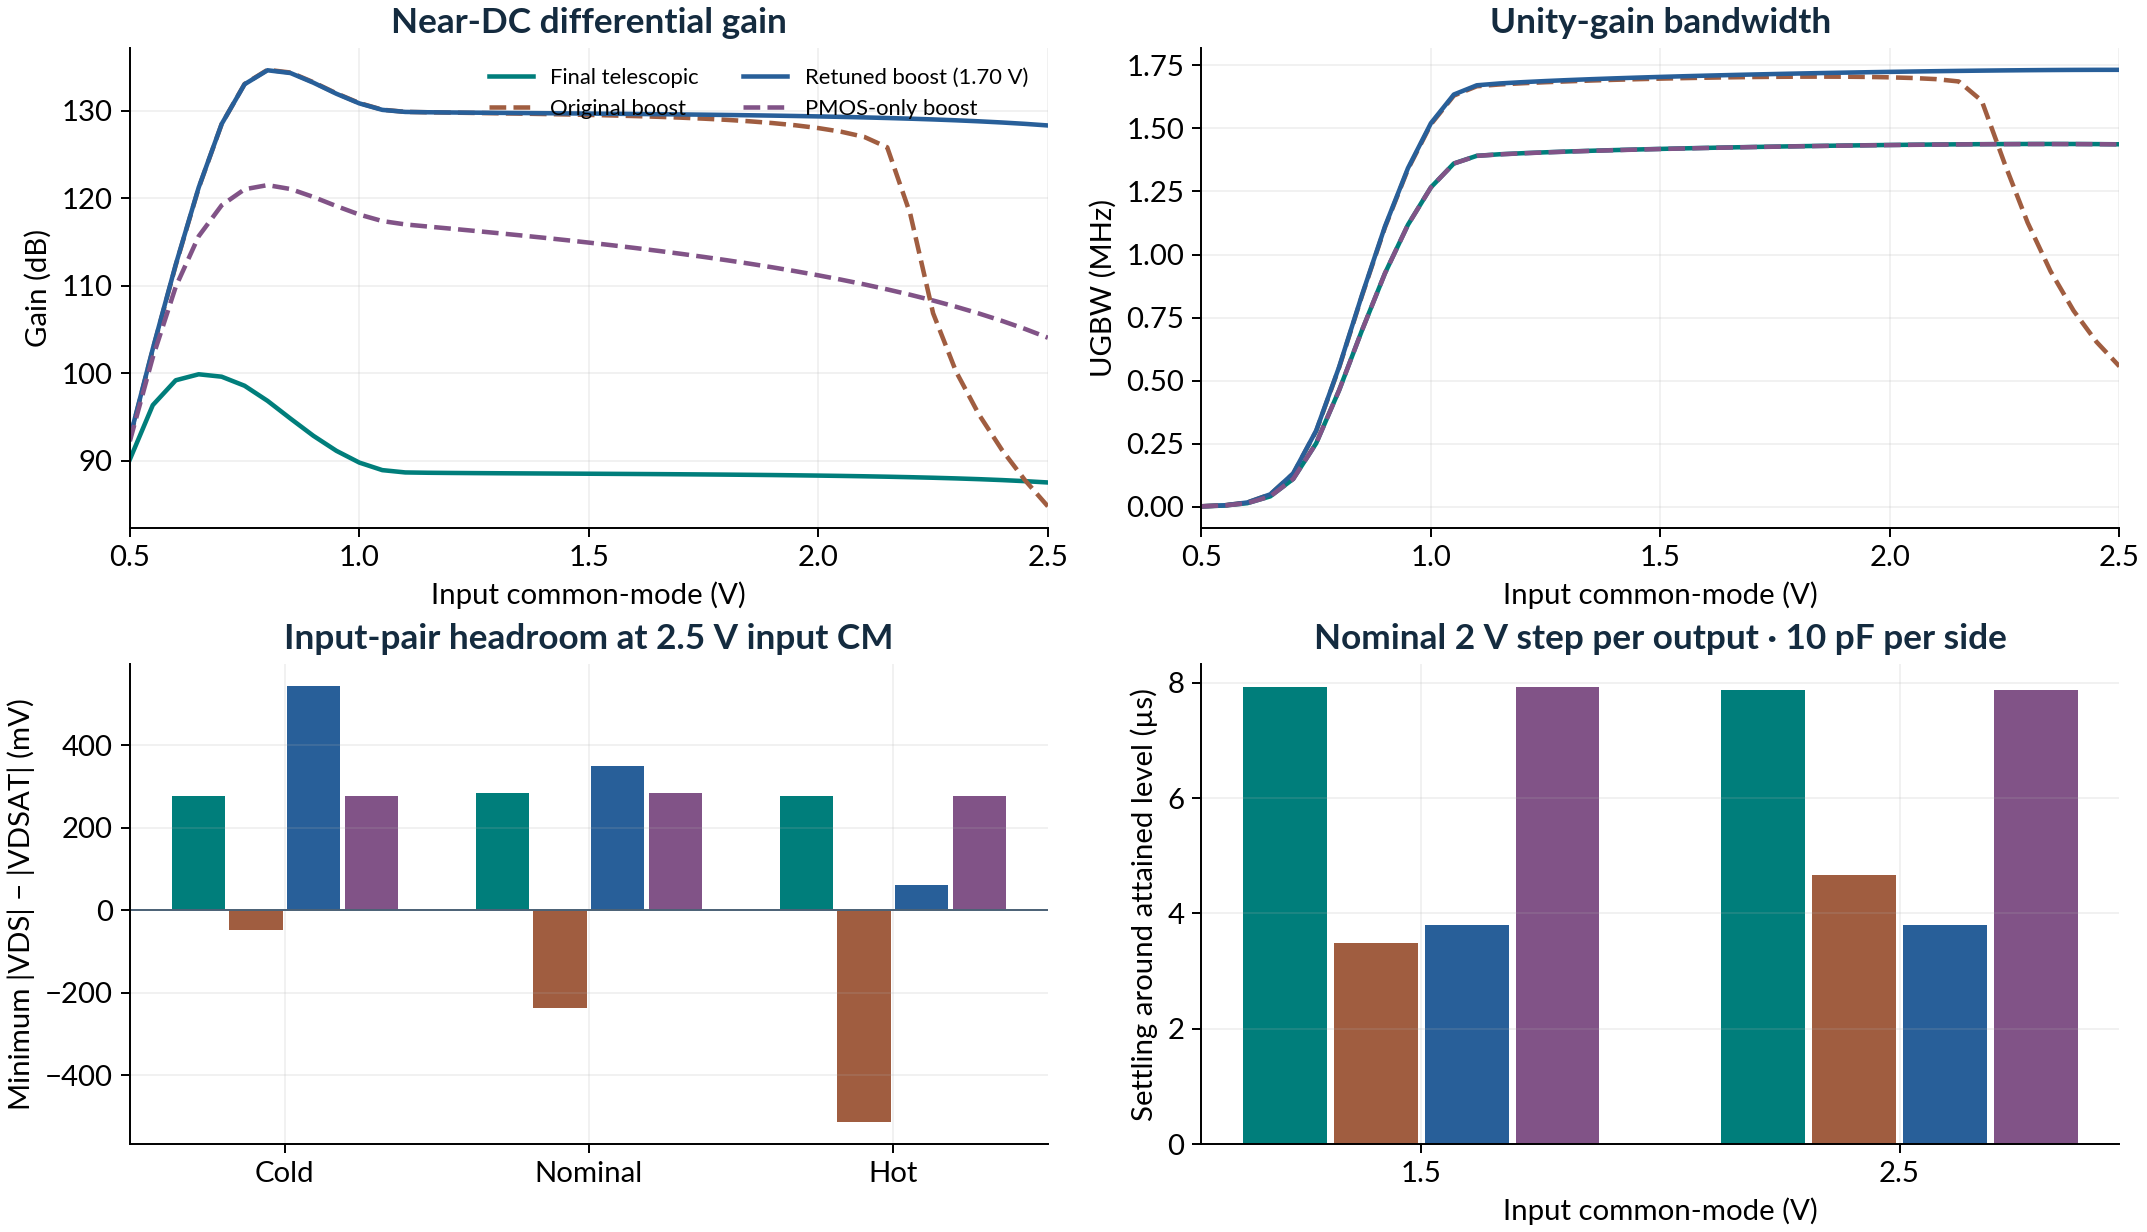 Near-DC differential gain
Final telescopic
Original boost
Retuned boost (1.70 V)
PMOS-only boost
Gain (dB)
130
120
110
100
90
0.5
1.0
1.5
2.0
2.5
Input common-mode (V)
Unity-gain bandwidth
UGBW (MHz)
1.75
1.50
1.25
1.00
0.75
0.50
0.25
0.00
0.5
1.0
1.5
2.0
2.5
Input common-mode (V)
Input-pair headroom at 2.5 V input CM
Minimum |VDS| − |VDSAT| (mV)
400
200
0
−200
−400
Cold
Nominal
Hot
Nominal 2 V step per output · 10 pF per side
Settling around attained level (µs)
8
6
4
2
0
1.5
2.5
Input common-mode (V)